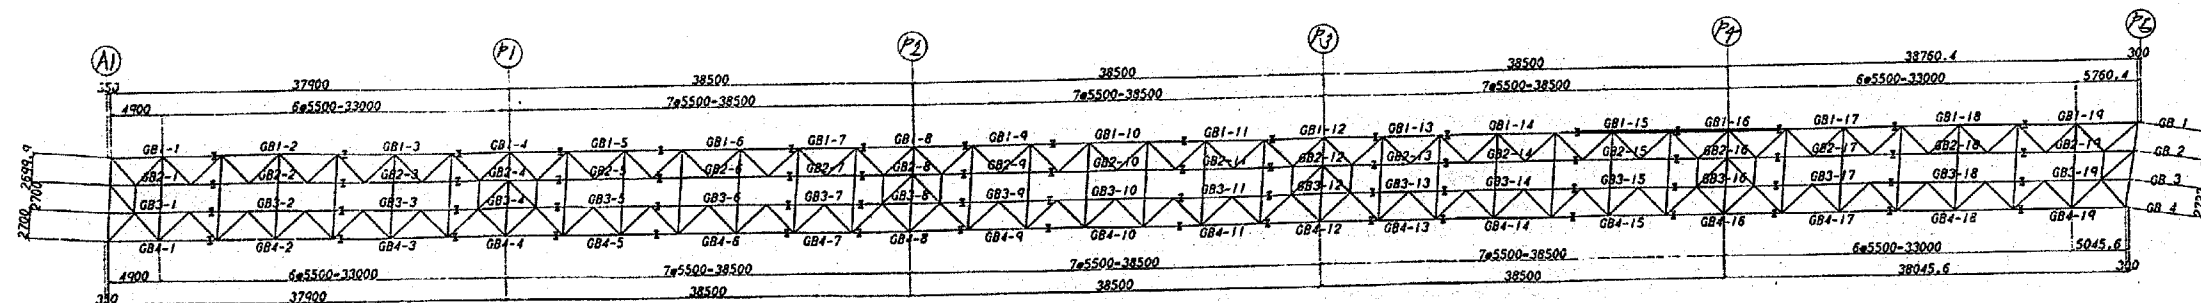 A1 P1 P2 P3 P4 P5
350 37900 38500 38500 38500 38760.4 300
4900 6@5500-33000 7@5500-38500 7@5500-38500 7@5500-38500 6@5500-33000 5760.4
GB1-1 GB1-2 GB1-3 GB1-4 GB1-5 GB1-6 GB1-7 GB1-8 GB1-9 GB1-10 GB1-11 GB1-12 GB1-13 GB1-14 GB1-15 GB1-16 GB1-17 GB1-18 GB1-19 GB 1
2699.9 GB2-1 GB2-2 GB2-3 GB2-4 GB2-5 GB2-6 GB2-7 GB2-8 GB2-9 GB2-10 GB2-11 GB2-12 GB2-13 GB2-14 GB2-15 GB2-16 GB2-17 GB2-18 GB2-19 GB 2
2700 GB3-1 GB3-2 GB3-3 GB3-4 GB3-5 GB3-6 GB3-7 GB3-8 GB3-9 GB3-10 GB3-11 GB3-12 GB3-13 GB3-14 GB3-15 GB3-16 GB3-17 GB3-18 GB3-19 GB 3
2700 GB4-1 GB4-2 GB4-3 GB4-4 GB4-5 GB4-6 GB4-7 GB4-8 GB4-9 GB4-10 GB4-11 GB4-12 GB4-13 GB4-14 GB4-15 GB4-16 GB4-17 GB4-18 GB4-19 GB 4
4900 6@5500-33000 7@5500-38500 7@5500-38500 7@5500-38500 6@5500-33000 5045.6
350 37900 38500 38500 38500 38045.6 300